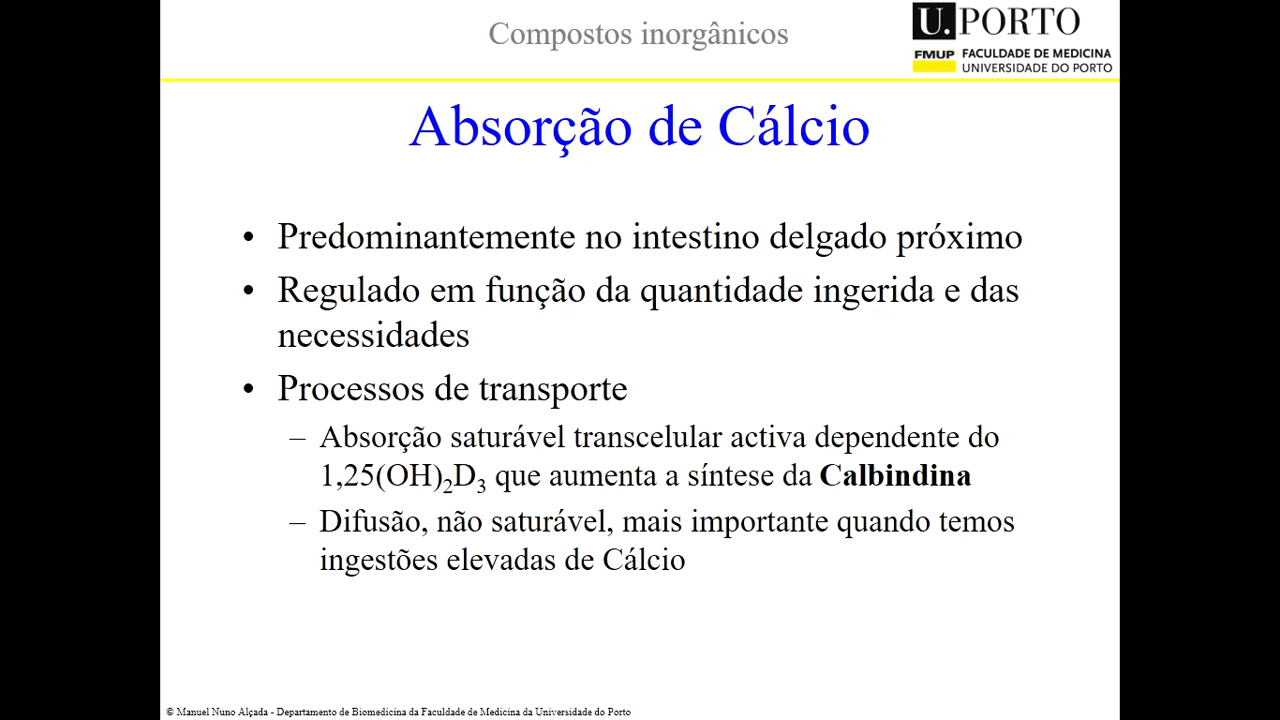 Compostos inorgânicos
U.PORTO
FMUP FACULDADE DE MEDICINA
UNIVERSIDADE DO PORTO
Absorção de Cálcio
• Predominantemente no intestino delgado próximo
• Regulado em função da quantidade ingerida e das
necessidades
• Processos de transporte
– Absorção saturável transcelular activa dependente do
1,25(OH)₂D₃ que aumenta a síntese da Calbindina
– Difusão, não saturável, mais importante quando temos
ingestões elevadas de Cálcio
© Manuel Nuno Alçada - Departamento de Biomedicina da Faculdade de Medicina da Universidade do Porto